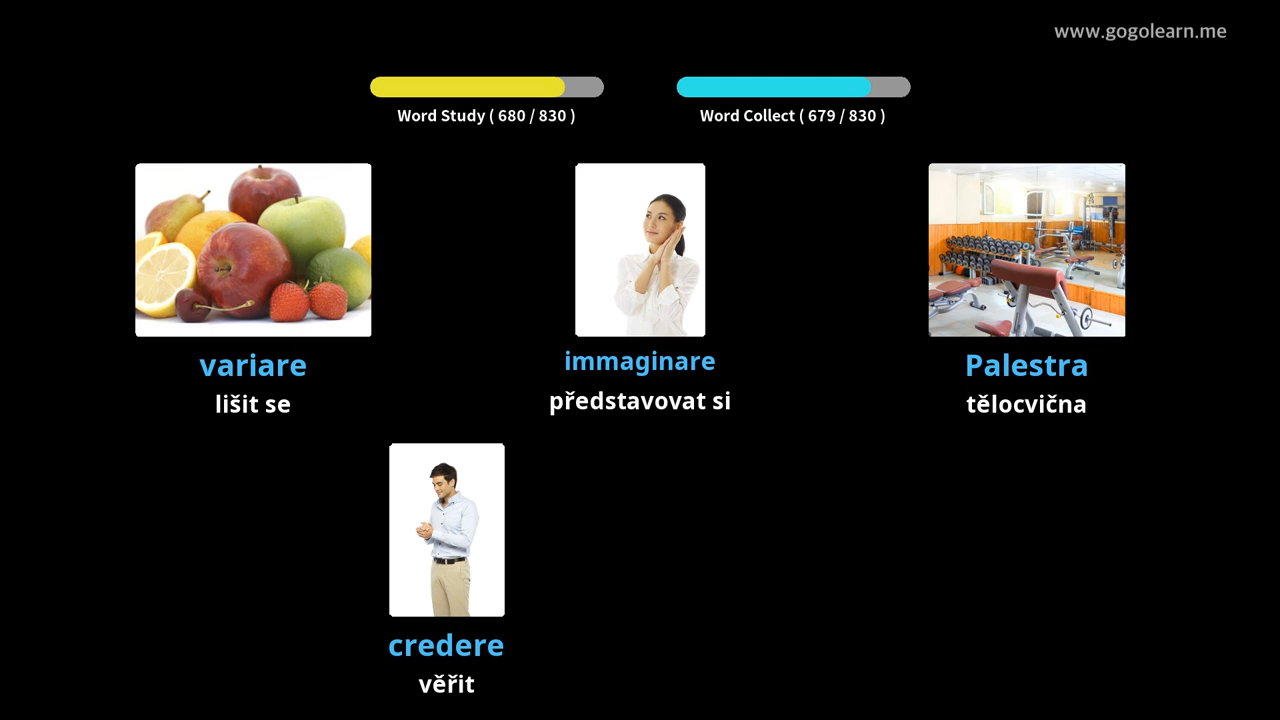 www.gogolearn.me
Word Study ( 680 / 830 )
Word Collect ( 679 / 830 )
variare
lišit se
immaginare
představovat si
Palestra
tělocvična
credere
věřit